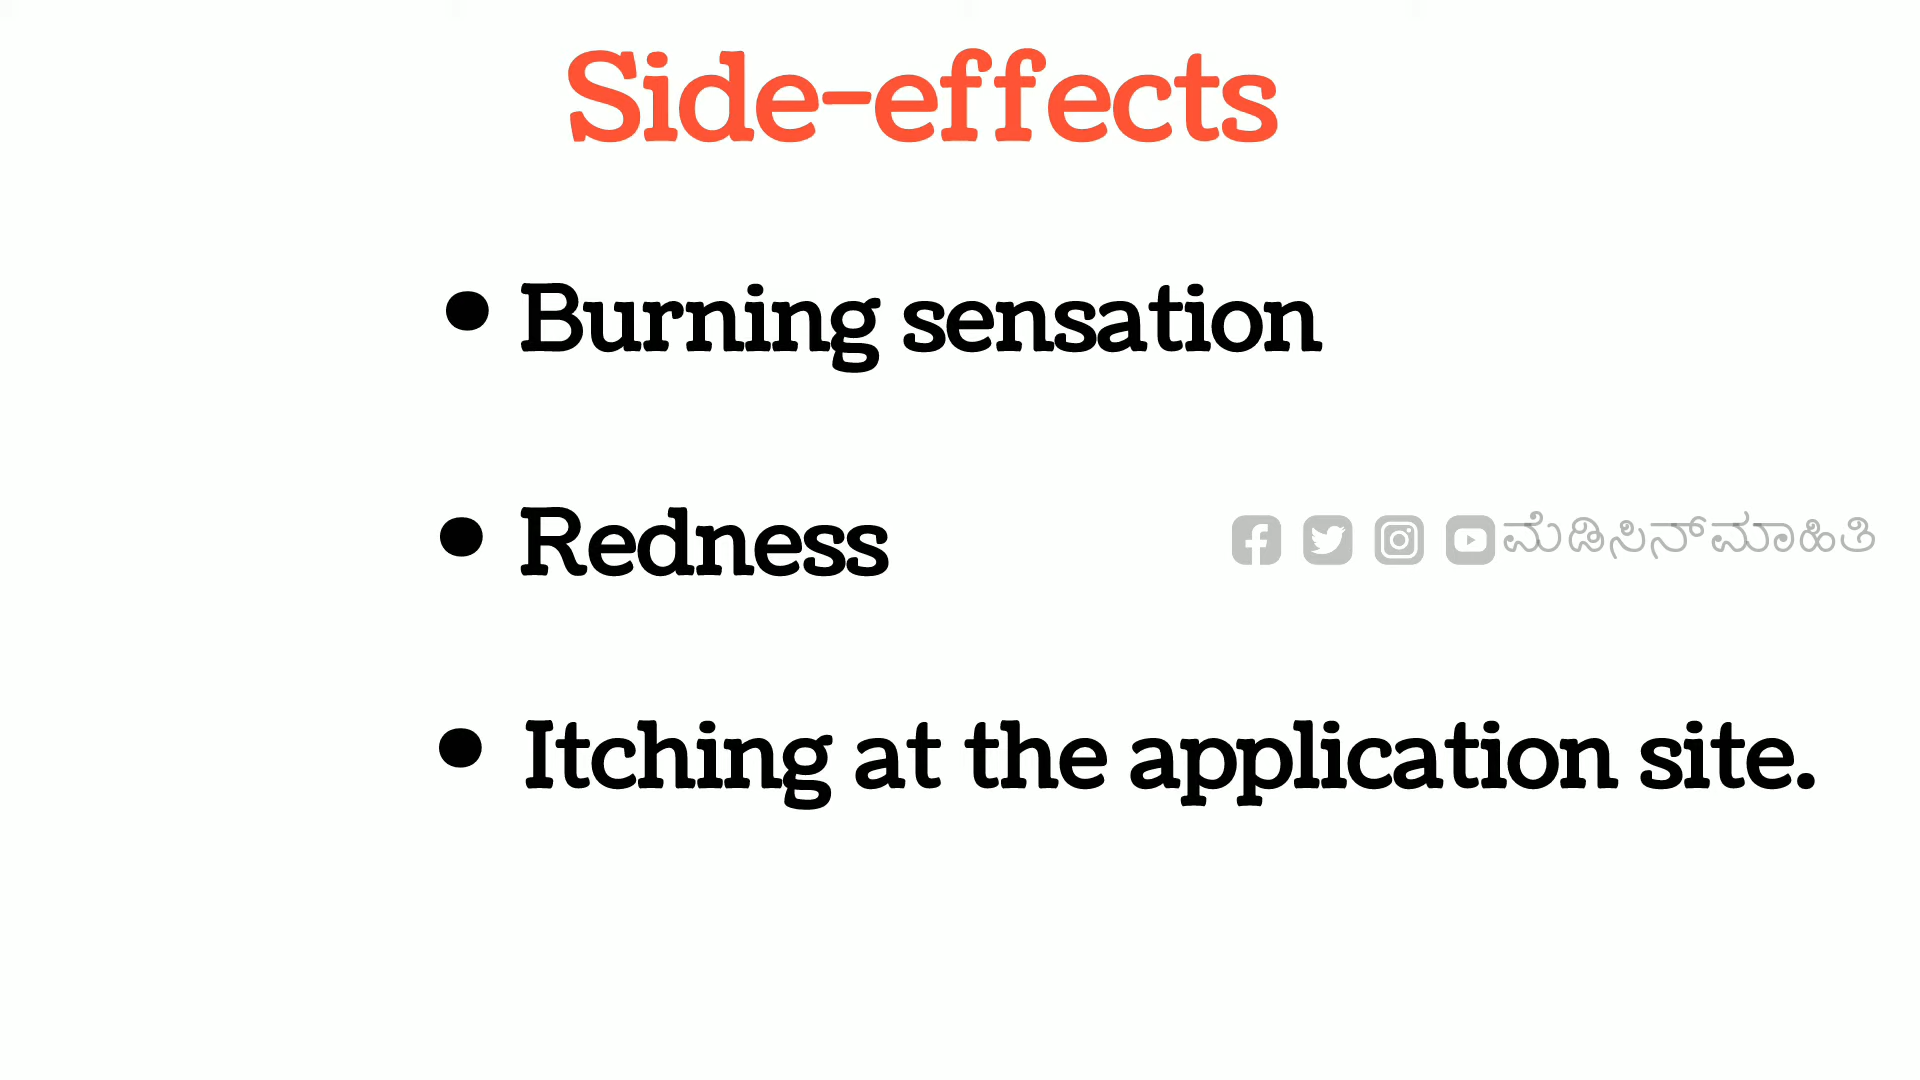 Side-effects
• Burning sensation
• Redness
ಮೆಡಿಸಿನ್ ಮಾಹಿತಿ
• Itching at the application site.